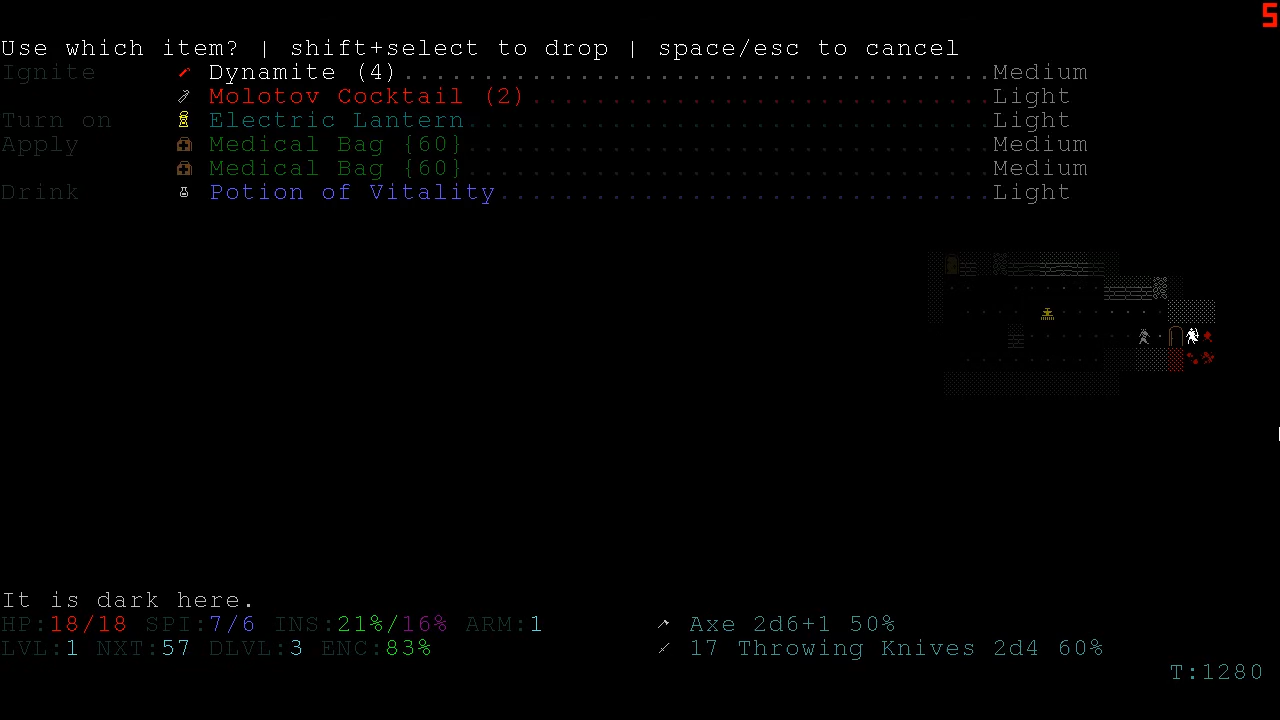 5
Use which item? | shift+select to drop | space/esc to cancel
Ignite Dynamite (4).....................................Medium
Molotov Cocktail (2).............................Light
Turn on Electric Lantern.................................Light
Apply Medical Bag {60}.................................Medium
Medical Bag {60}.................................Medium
Drink Potion of Vitality...............................Light
It is dark here.
HP:18/18 SPI:7/6 INS:21%/16% ARM:1 Axe 2d6+1 50%
LVL:1 NXT:57 DLVL:3 ENC:83% 17 Throwing Knives 2d4 60%
T:1280